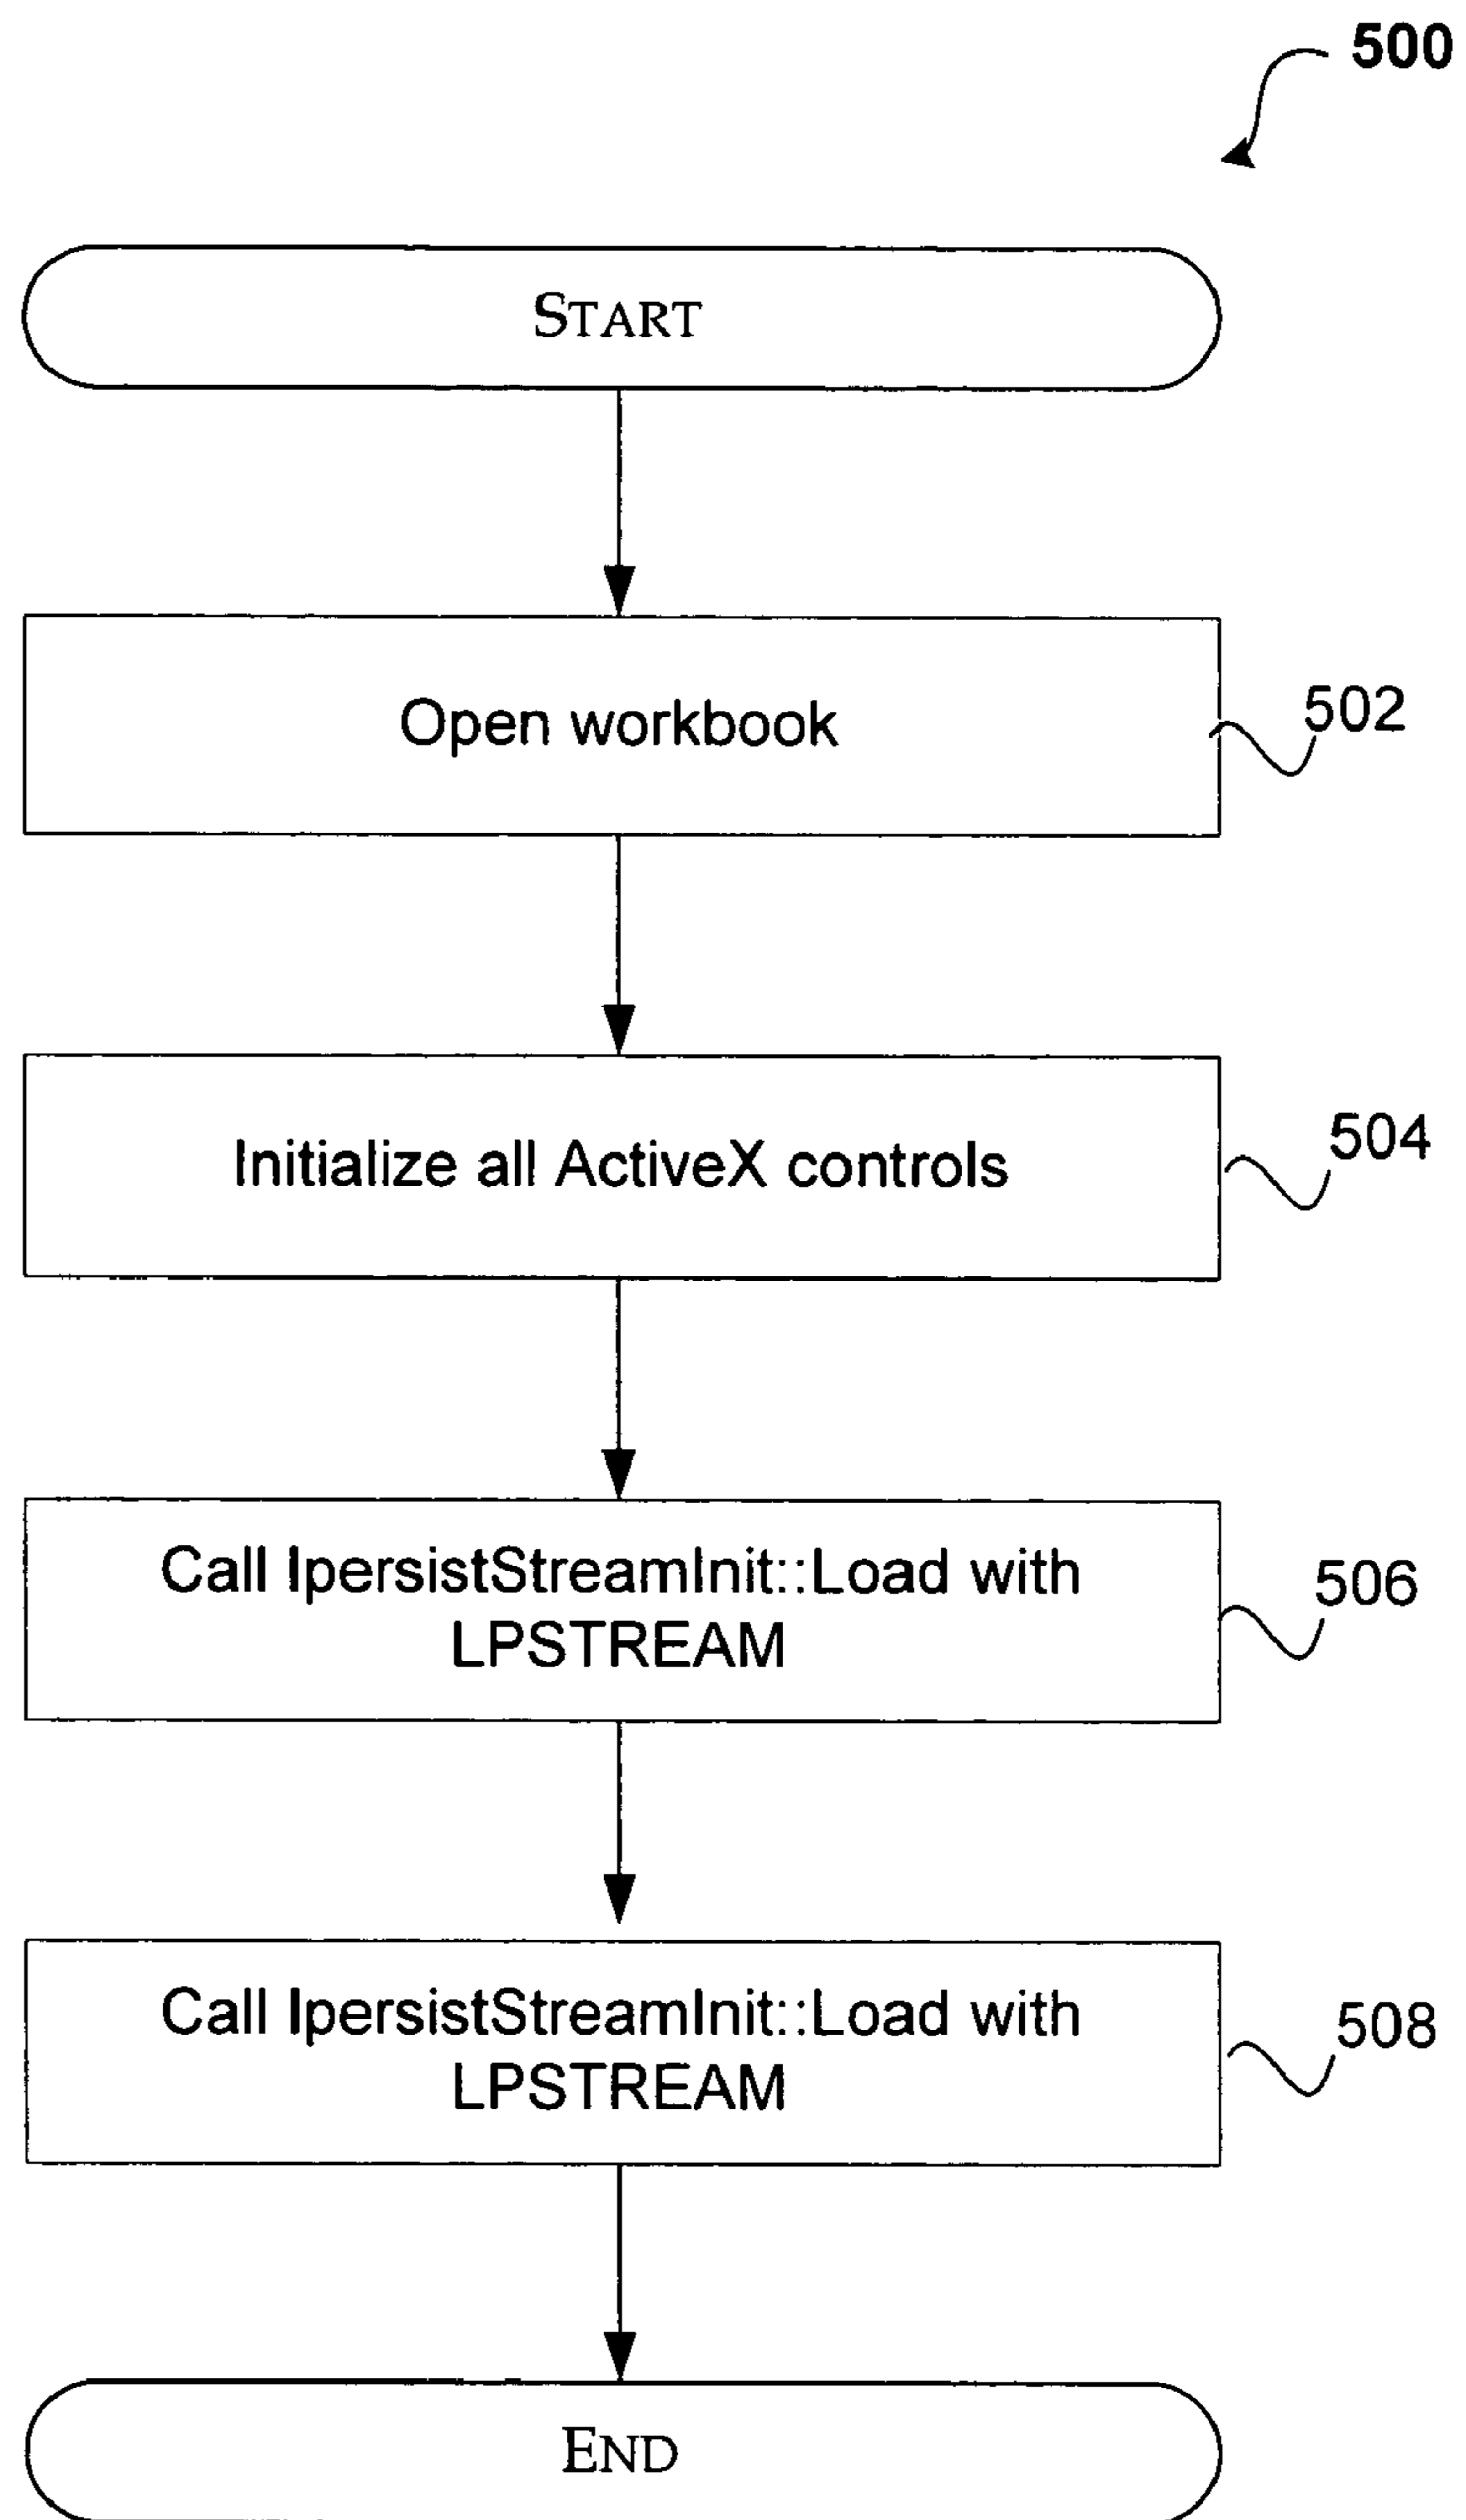 500
START
Open workbook
502
Initialize all ActiveX controls
504
Call IpersistStreamInit::Load with
LPSTREAM
506
Call IpersistStreamInit::Load with
LPSTREAM
508
END